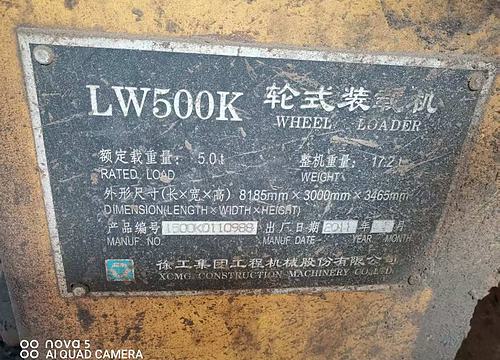 LW500K 轮式装载机
WHEEL LOADER
额定载重量： 5.0t 整机重量： 17.2t
RATED LOAD WEIGHT
外形尺寸(长×宽×高) 8185mm×3000mm×3465mm
DIMENSION(LENGTH×WIDTH×HEIGHT)
产品编号 1500K0110988 出厂日期 2011 年 月
MANUF. NO. MANUF DATE- YEAR MONTH
徐工集团工程机械股份有限公司
XCMG CONSTRUCTION MACHINERY CO.,LTD
nova 5
AI QUAD CAMERA